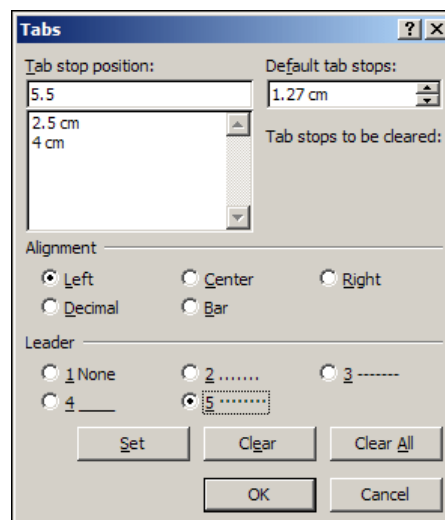 Tabs
Tab stop position: Default tab stops:
5.5 1.27 cm
2.5 cm
4 cm
Tab stops to be cleared:
Alignment
Left Center Right
Decimal Bar
Leader
1 None 2 ....... 3 -------
4 ____ 5 ········
Set Clear Clear All
OK Cancel